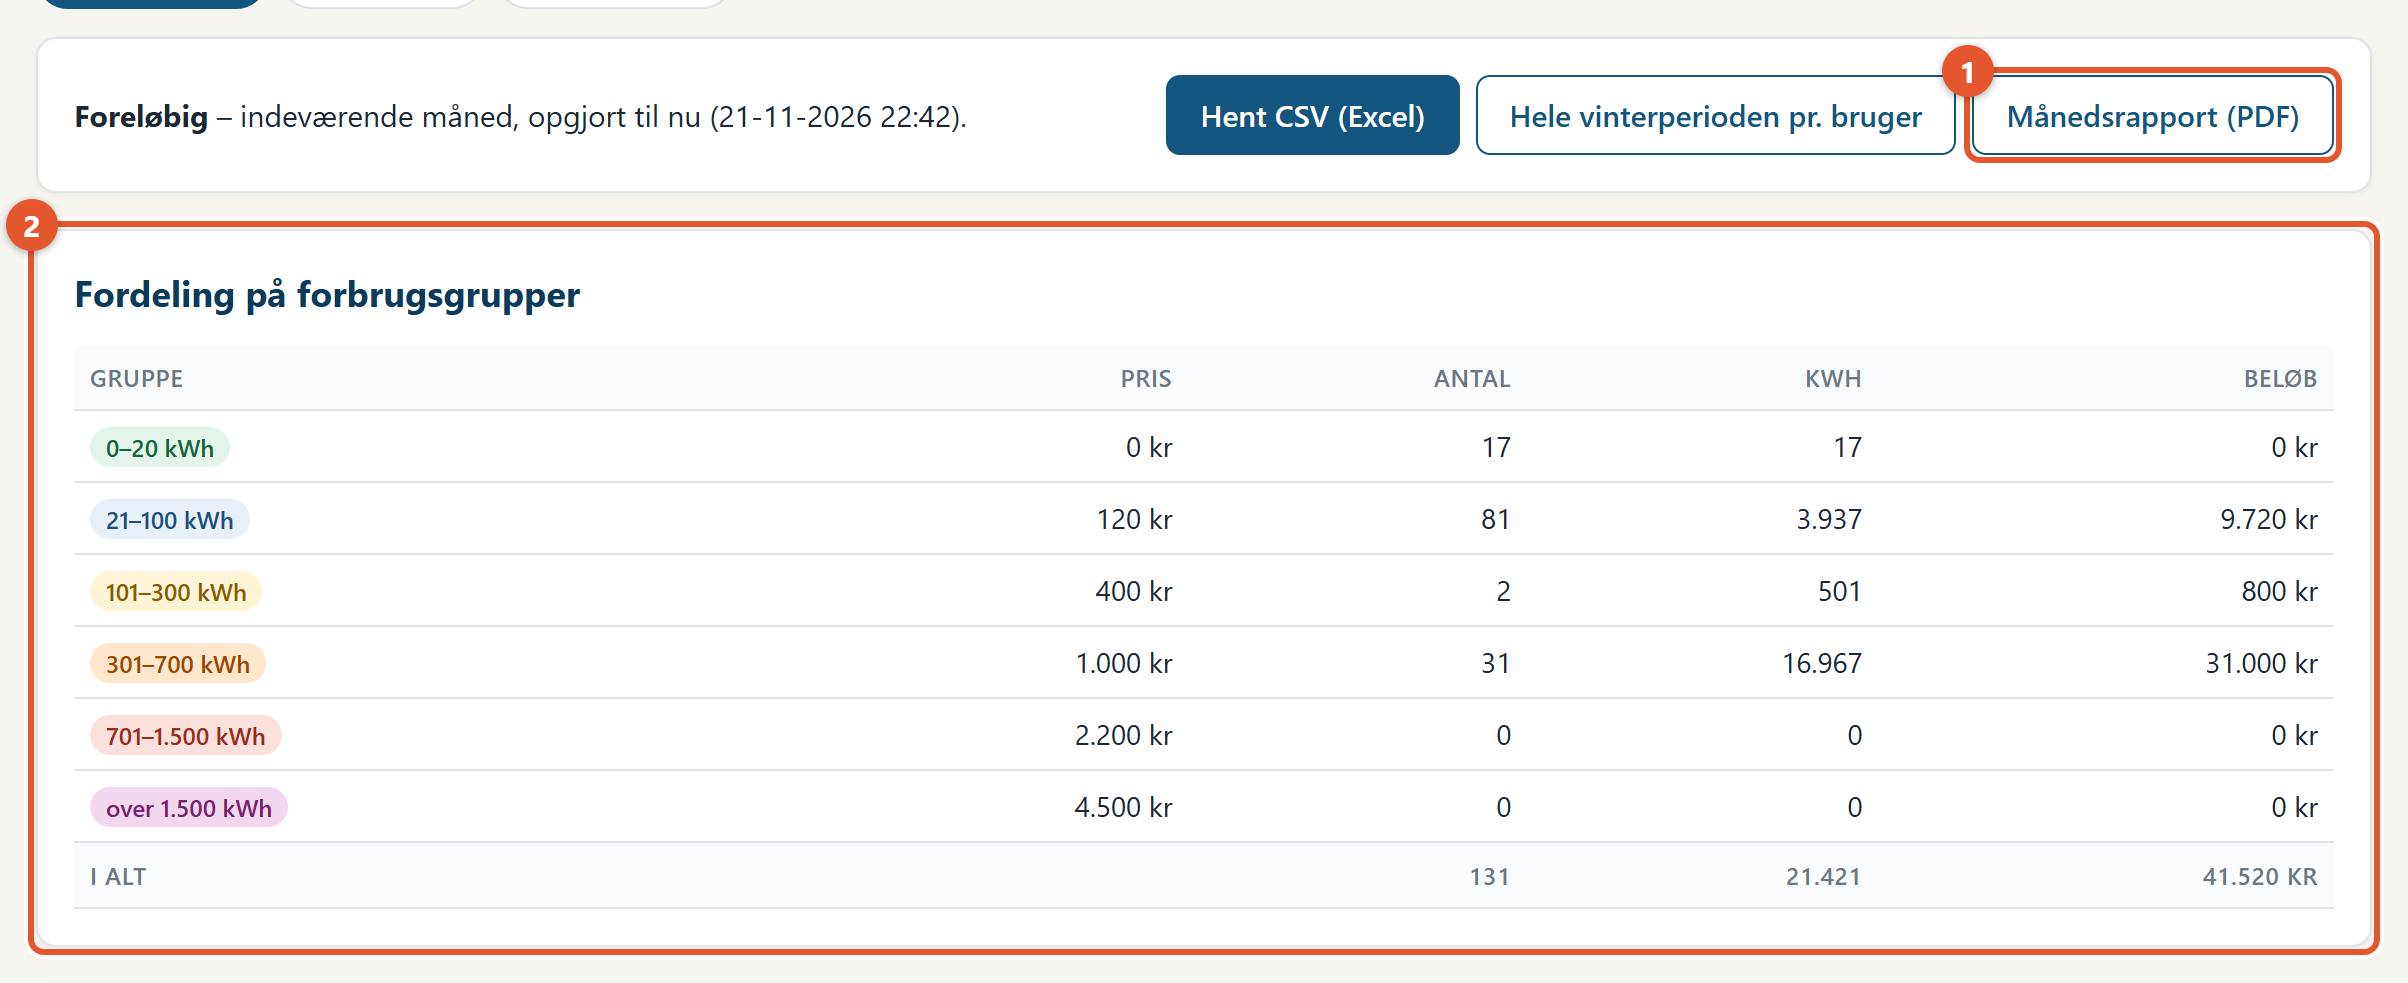 Foreløbig – indeværende måned, opgjort til nu (21-11-2026 22:42).
Hent CSV (Excel)
Hele vinterperioden pr. bruger
1
Månedsrapport (PDF)
2
Fordeling på forbrugsgrupper
GRUPPE PRIS ANTAL KWH BELØB
0–20 kWh 0 kr 17 17 0 kr
21–100 kWh 120 kr 81 3.937 9.720 kr
101–300 kWh 400 kr 2 501 800 kr
301–700 kWh 1.000 kr 31 16.967 31.000 kr
701–1.500 kWh 2.200 kr 0 0 0 kr
over 1.500 kWh 4.500 kr 0 0 0 kr
I ALT 131 21.421 41.520 KR